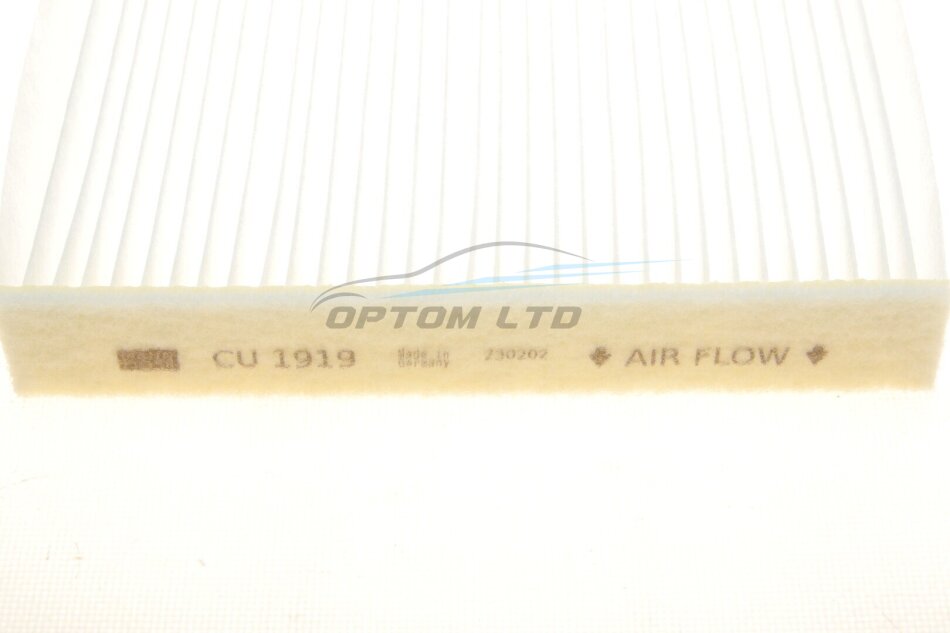 OPTOM LTD
CU 1919 Made in Germany 230202 AIR FLOW